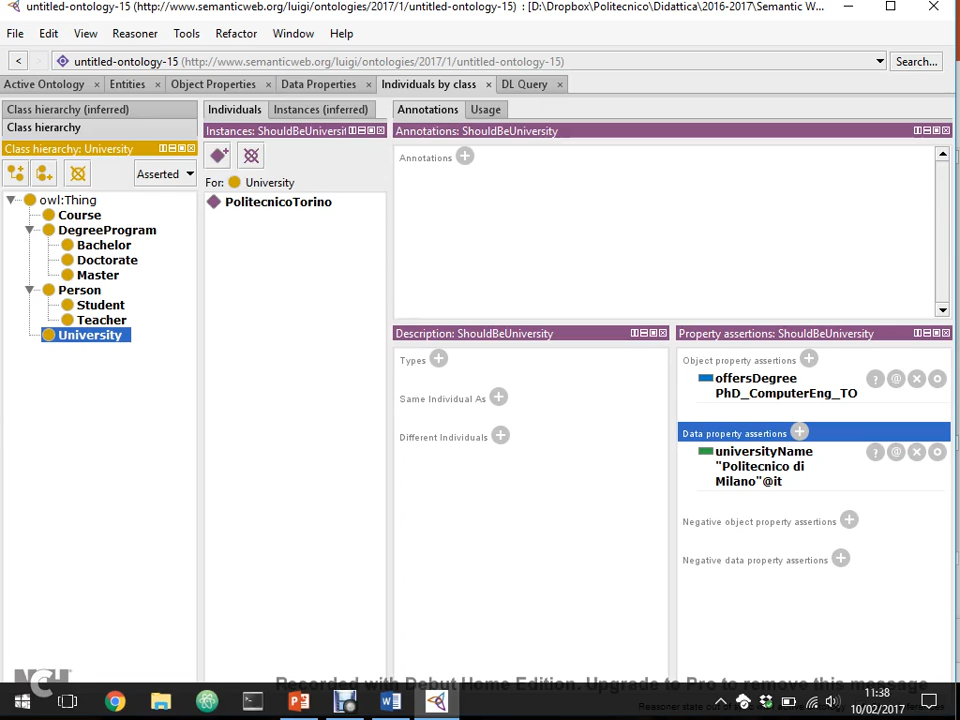 untitled-ontology-15 (http://www.semanticweb.org/luigi/ontologies/2017/1/untitled-ontology-15) : [D:\Dropbox\Politecnico\Didattica\2016-2017\Semantic W...
File Edit View Reasoner Tools Refactor Window Help
< untitled-ontology-15 (http://www.semanticweb.org/luigi/ontologies/2017/1/untitled-ontology-15) Search...
Active Ontology × Entities × Object Properties × Data Properties × Individuals by class × DL Query ×
Class hierarchy (inferred)
Class hierarchy
Class hierarchy: University
Asserted
owl:Thing
Course
DegreeProgram
Bachelor
Doctorate
Master
Person
Student
Teacher
University
Individuals Instances (inferred)
Instances: ShouldBeUniversit
For: University
PolitecnicoTorino
Annotations Usage
Annotations: ShouldBeUniversity
Annotations
Description: ShouldBeUniversity
Types
Same Individual As
Different Individuals
Property assertions: ShouldBeUniversity
Object property assertions
offersDegree
PhD_ComputerEng_TO
Data property assertions
universityName
"Politecnico di
Milano"@it
Negative object property assertions
Negative data property assertions
NCH
Recorded with Debut Home Edition. Upgrade to Pro to remove this message
11:38
10/02/2017